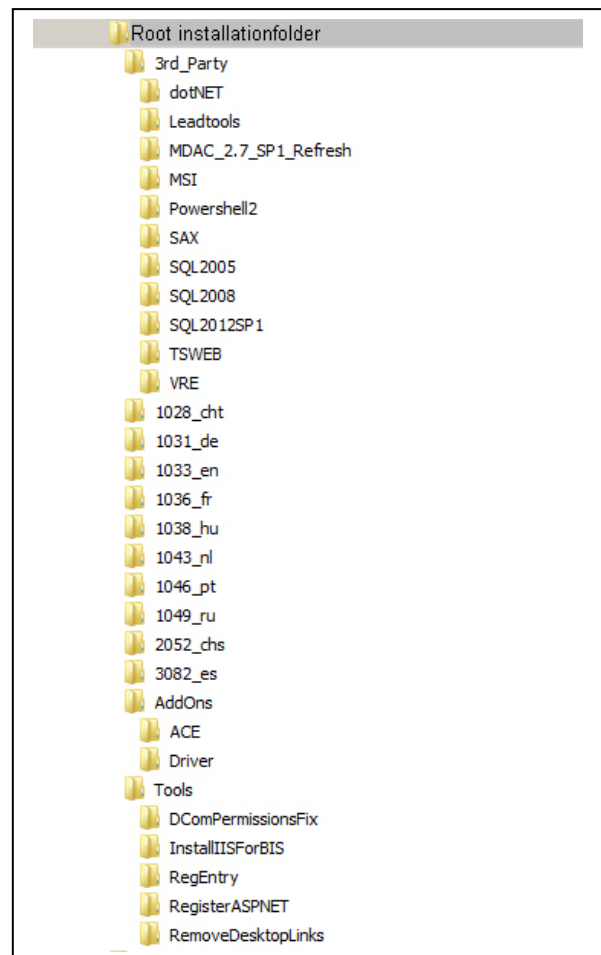 Root installationfolder
3rd_Party
dotNET
Leadtools
MDAC_2.7_SP1_Refresh
MSI
Powershell2
SAX
SQL2005
SQL2008
SQL2012SP1
TSWEB
VRE
1028_cht
1031_de
1033_en
1036_fr
1038_hu
1043_nl
1046_pt
1049_ru
2052_chs
3082_es
AddOns
ACE
Driver
Tools
DComPermissionsFix
InstallIISForBIS
RegEntry
RegisterASPNET
RemoveDesktopLinks